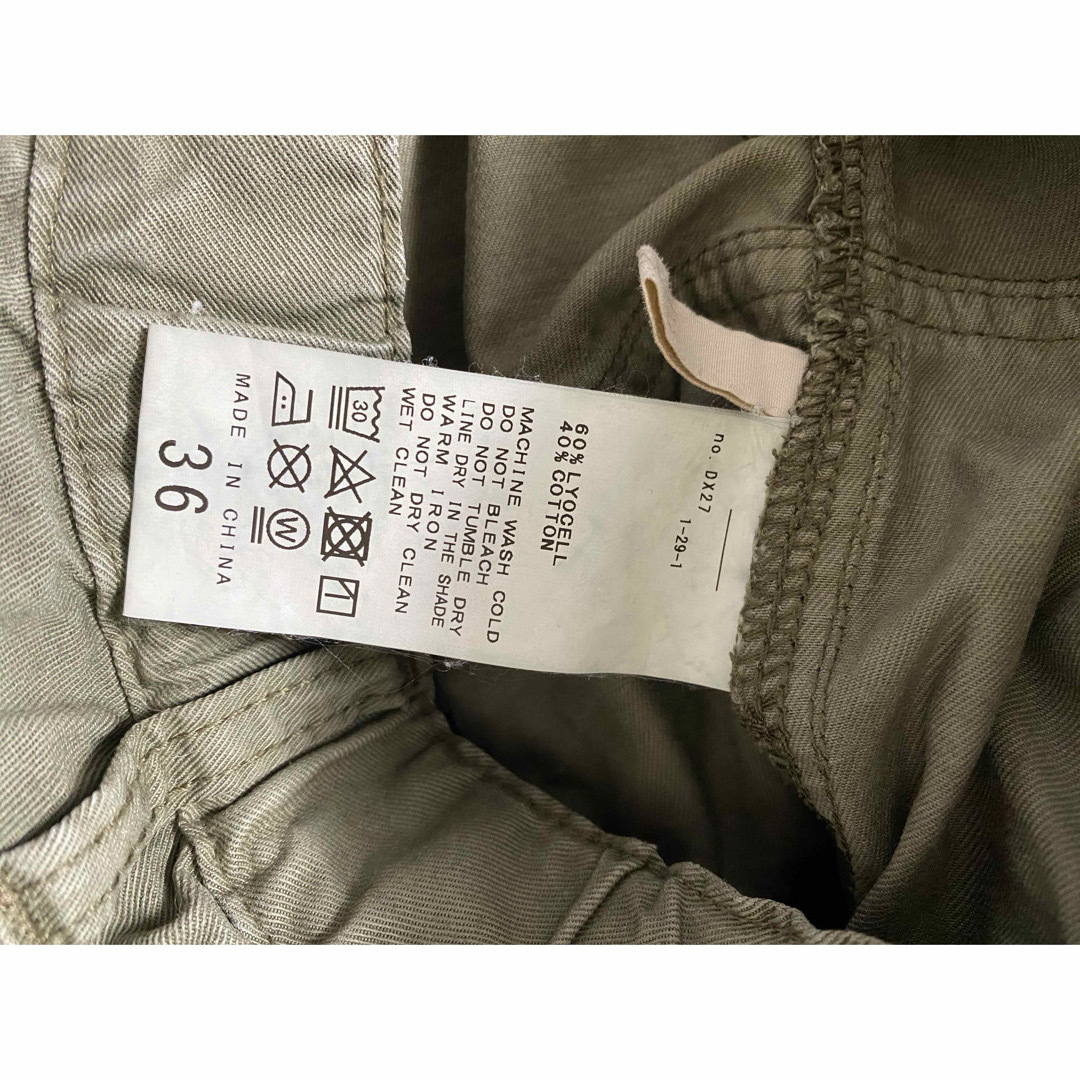 no. DX27 1-29-1
60%LYOCELL
40%COTTON
MACHINE WASH COLD
DO NOT BLEACH
DO NOT TUMBLE DRY
LINE DRY IN THE SHADE
WARM IRON
DO NOT DRY CLEAN
WET CLEAN
30
W
MADE IN CHINA
36